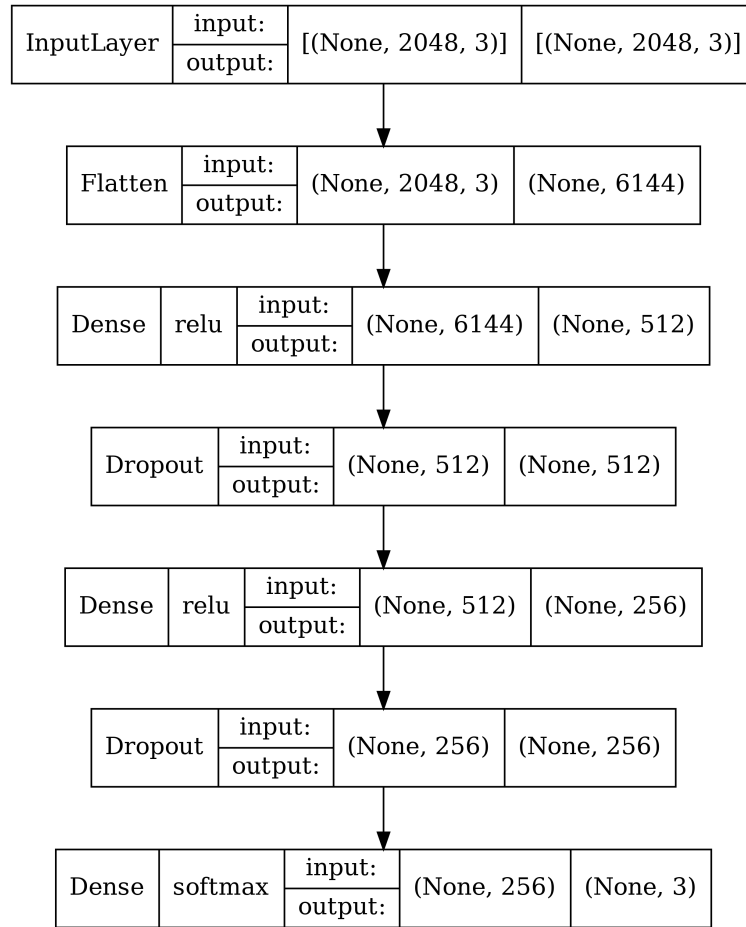 InputLayer input: output: [(None, 2048, 3)] [(None, 2048, 3)]
Flatten input: output: (None, 2048, 3) (None, 6144)
Dense relu input: output: (None, 6144) (None, 512)
Dropout input: output: (None, 512) (None, 512)
Dense relu input: output: (None, 512) (None, 256)
Dropout input: output: (None, 256) (None, 256)
Dense softmax input: output: (None, 256) (None, 3)